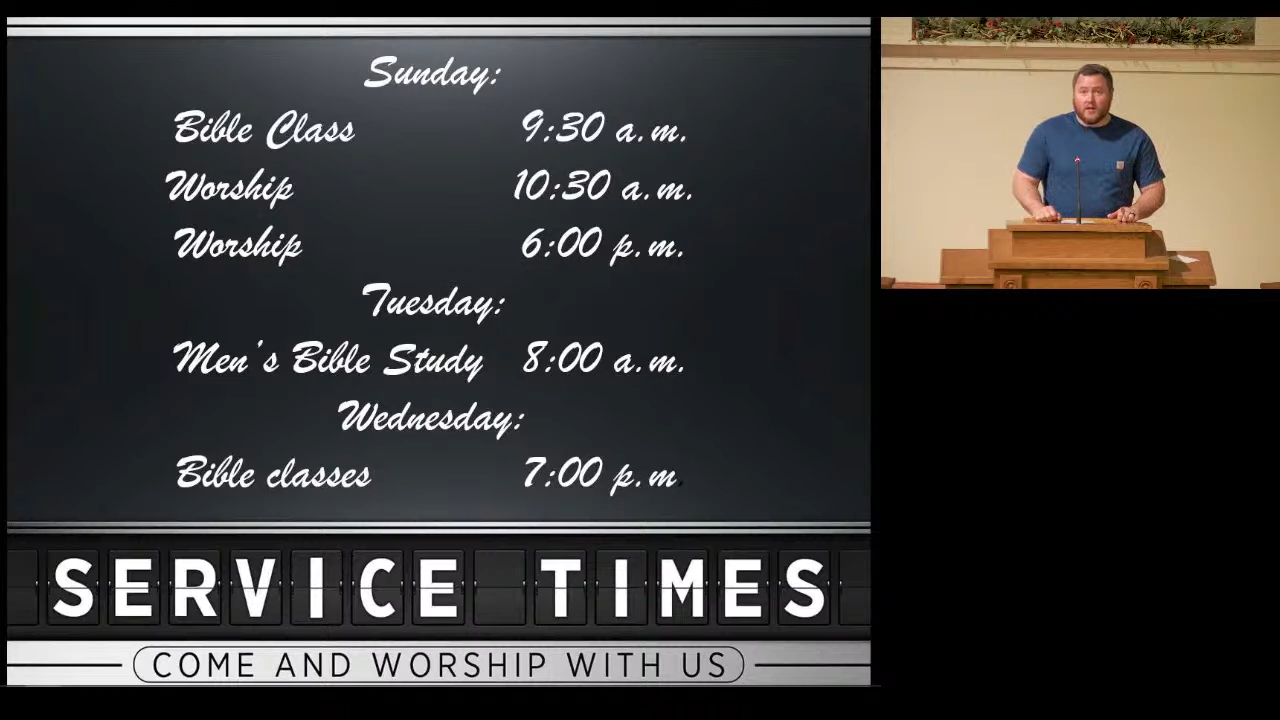 Sunday:
Bible Class 9:30 a.m.
Worship 10:30 a.m.
Worship 6:00 p.m.
Tuesday:
Men's Bible Study 8:00 a.m.
Wednesday:
Bible classes 7:00 p.m.
SERVICE TIMES
COME AND WORSHIP WITH US